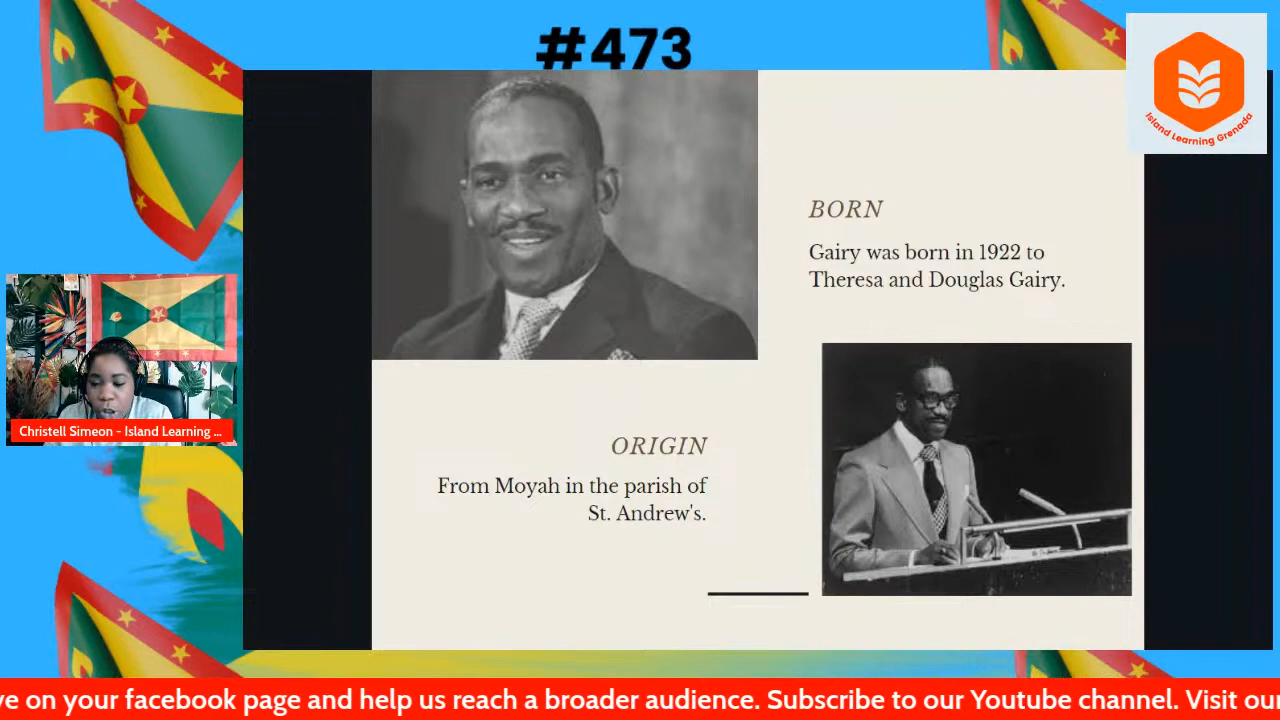 #473
Island Learning Grenada
BORN
Gairy was born in 1922 to
Theresa and Douglas Gairy.
ORIGIN
From Moyah in the parish of
St. Andrew's.
Christell Simeon - Island Learning ...
ve on your facebook page and help us reach a broader audience. Subscribe to our Youtube channel. Visit our